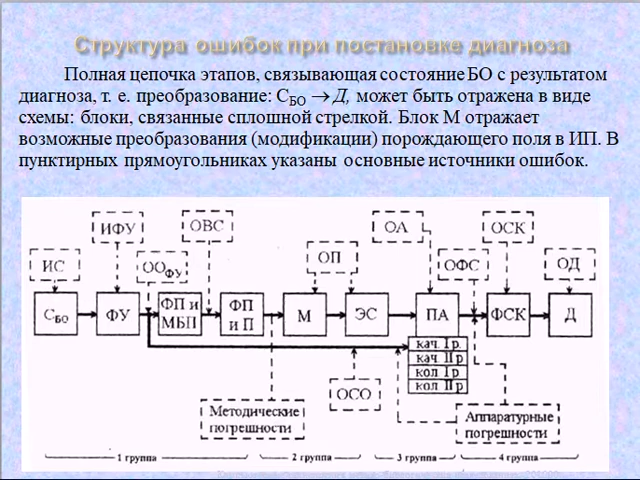 Структура ошибок при постановке диагноза
Полная цепочка этапов, связывающая состояние БО с результатом
диагноза, т. е. преобразование: СБО → Д, может быть отражена в виде
схемы: блоки, связанные сплошной стрелкой. Блок М отражает
возможные преобразования (модификации) порождающего поля в ИП. В
пунктирных прямоугольниках указаны основные источники ошибок.
ИФУ
ОВС
ОА
ОСК
ИС
ООФУ
ОП
ОФС
ОД
СБО
ФУ
ФП и
МБП
ФП
и П
М
ЭС
ПА
ФСК
Д
кач. Iр.
кач. IIр
кол Iр
кол IIр
ОСО
Методические
погрешности
Аппаратурные
погрешности
1 группа
2 группа
3 группа
4 группа